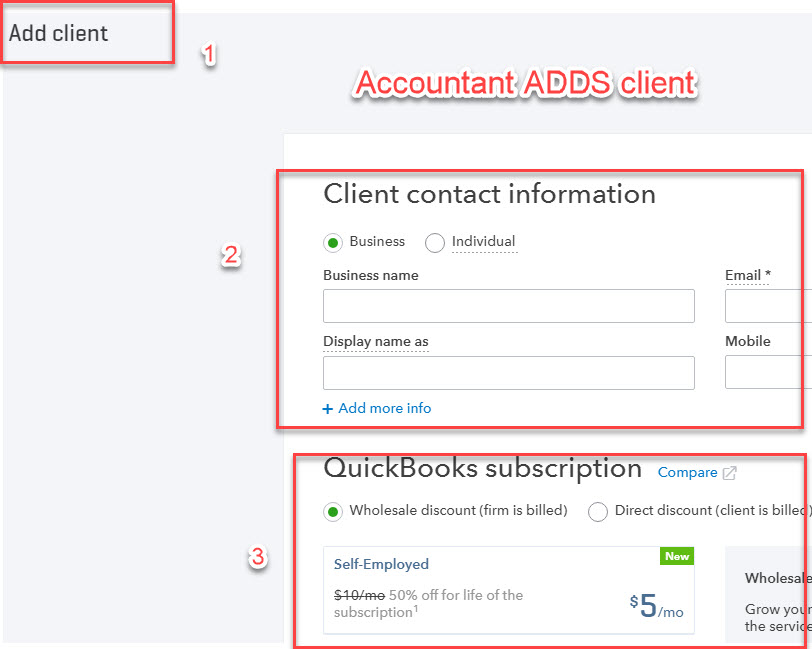 Add client
1
Accountant ADDS client
Client contact information
2
Business Individual
Business name Email *
Display name as Mobile
+ Add more info
QuickBooks subscription Compare
Wholesale discount (firm is billed) Direct discount (client is billed)
3
New
Self-Employed
$10/mo 50% off for life of the
subscription1
$5/mo
Wholesale
Grow your
the service